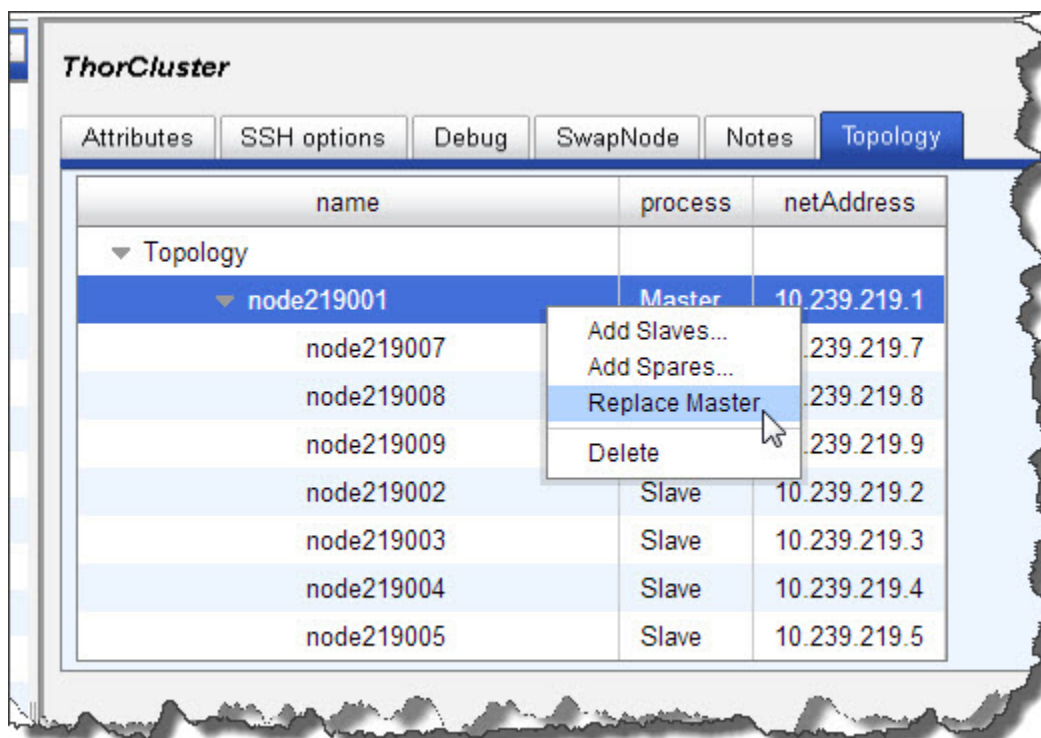 ThorCluster
Attributes SSH options Debug SwapNode Notes Topology
name process netAddress
Topology
node219001 Master 10.239.219.1
Add Slaves...
node219007 .239.219.7
Add Spares...
node219008 .239.219.8
Replace Master
node219009 .239.219.9
Delete
node219002 Slave 10.239.219.2
node219003 Slave 10.239.219.3
node219004 Slave 10.239.219.4
node219005 Slave 10.239.219.5